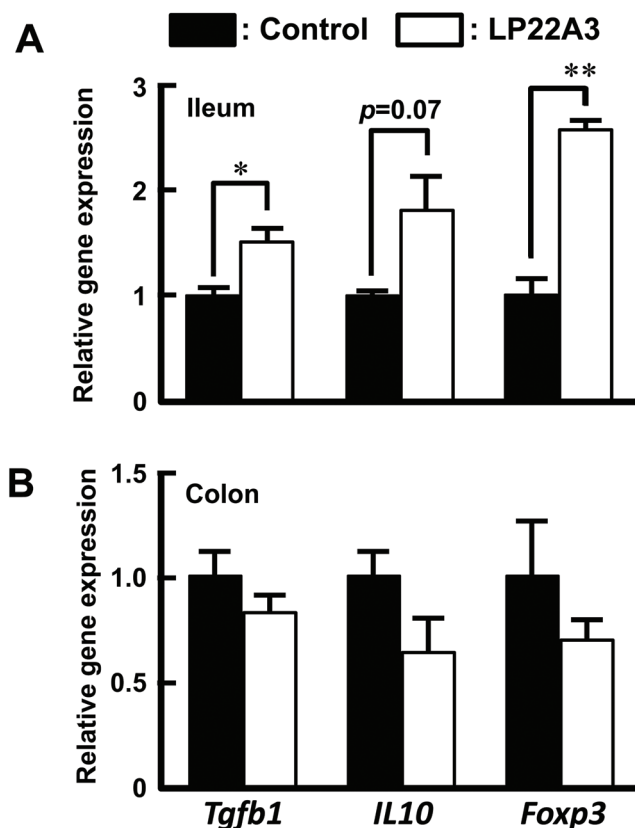 : Control : LP22A3
A
Relative gene expression
3
2
1
0
Ileum
*
p=0.07
**
B
Relative gene expression
1.5
1.0
0.5
0
Colon
Tgfb1 IL10 Foxp3